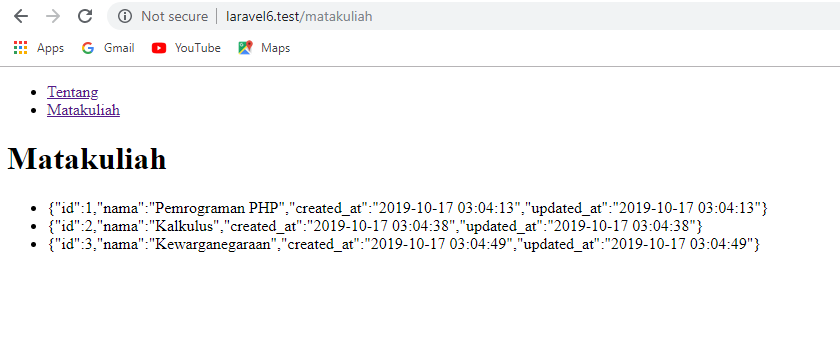 Not secure | laravel6.test/matakuliah
Apps Gmail YouTube Maps
Tentang
Matakuliah
Matakuliah
{"id":1,"nama":"Pemrograman PHP","created_at":"2019-10-17 03:04:13","updated_at":"2019-10-17 03:04:13"}
{"id":2,"nama":"Kalkulus","created_at":"2019-10-17 03:04:38","updated_at":"2019-10-17 03:04:38"}
{"id":3,"nama":"Kewarganegaraan","created_at":"2019-10-17 03:04:49","updated_at":"2019-10-17 03:04:49"}